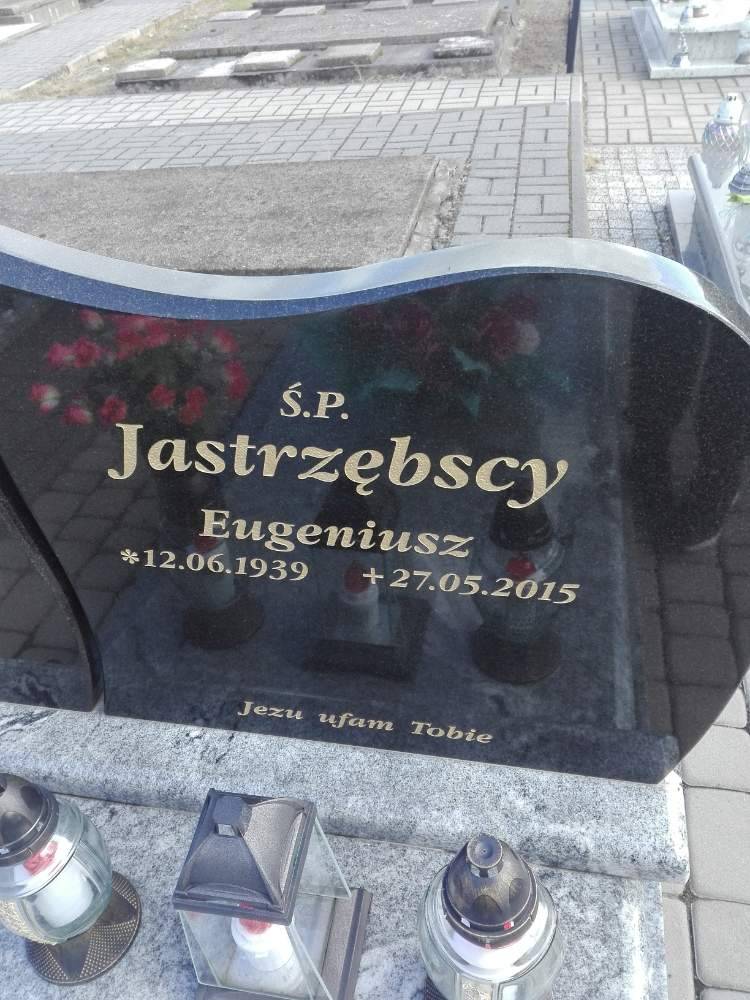 Ś.P.
Jastrzębscy
Eugeniusz
*12.06.1939 +27.05.2015
Jezu ufam Tobie